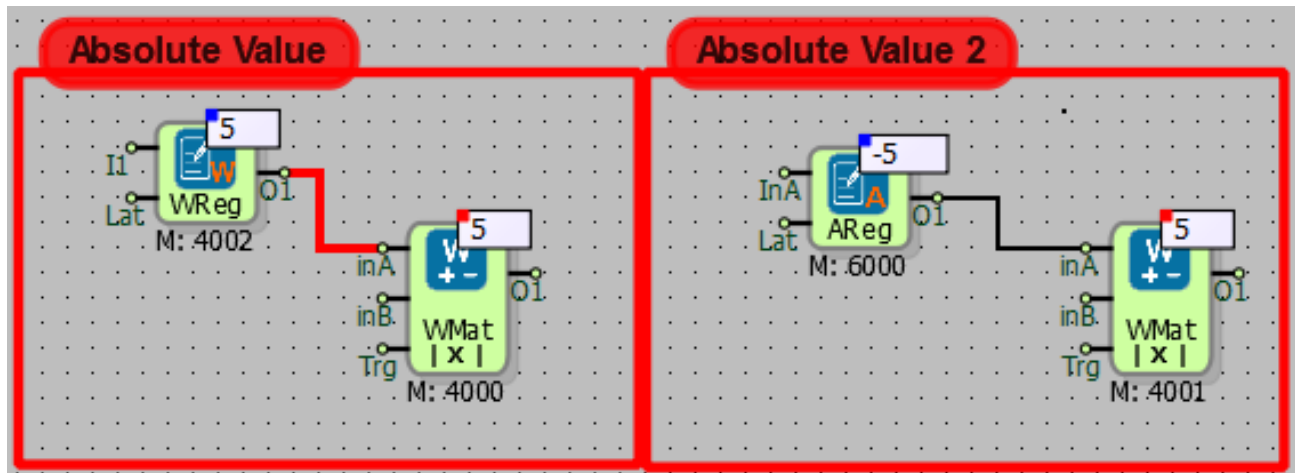 Absolute Value
5
I1
W
O1
Lat
WReg
M: 4002
5
inA
W
+ -
O1
inB
WMat
Trg
| x |
M: 4000
Absolute Value 2
-5
InA
A
O1
Lat
AReg
M: 6000
5
inA
W
+ -
O1
inB
WMat
Trg
| x |
M: 4001